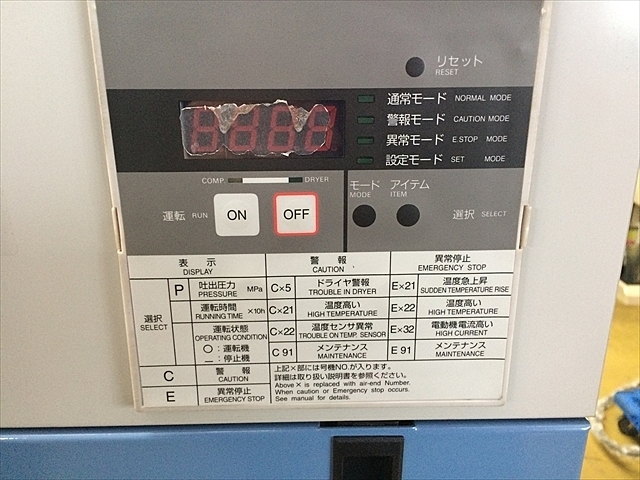 リセット
RESET
通常モード NORMAL MODE
警報モード CAUTION MODE
異常モード E.STOP MODE
設定モード SET MODE
COMP DRYER
運転 RUN ON OFF
モード アイテム
MODE ITEM
選択 SELECT
表示 警報 異常停止
DISPLAY CAUTION EMERGENCY STOP
選択
SELECT
P 吐出圧力 MPa
PRESSURE
運転時間 ×10h
RUNNING TIME
運転状態
OPERATING CONDITION
○：運転機
―：停止機
C×5 ドライヤ警報
TROUBLE IN DRYER
C×21 温度高い
HIGH TEMPERATURE
C×22 温度センサ異常
TROUBLE ON TEMP. SENSOR
C 91 メンテナンス
MAINTENANCE
E×21 温度急上昇
SUDDEN TEMPERATURE RISE
E×22 温度高い
HIGH TEMPERATURE
E×32 電動機電流高い
HIGH CURRENT
E 91 メンテナンス
MAINTENANCE
C 警報
CAUTION
E 異常停止
EMERGENCY STOP
上記×部には号機NO.が入ります。
詳細は取り扱い説明書を参照ください。
Above × is replaced with air-end Number.
When caution or Emergency stop occurs.
See manual for details.